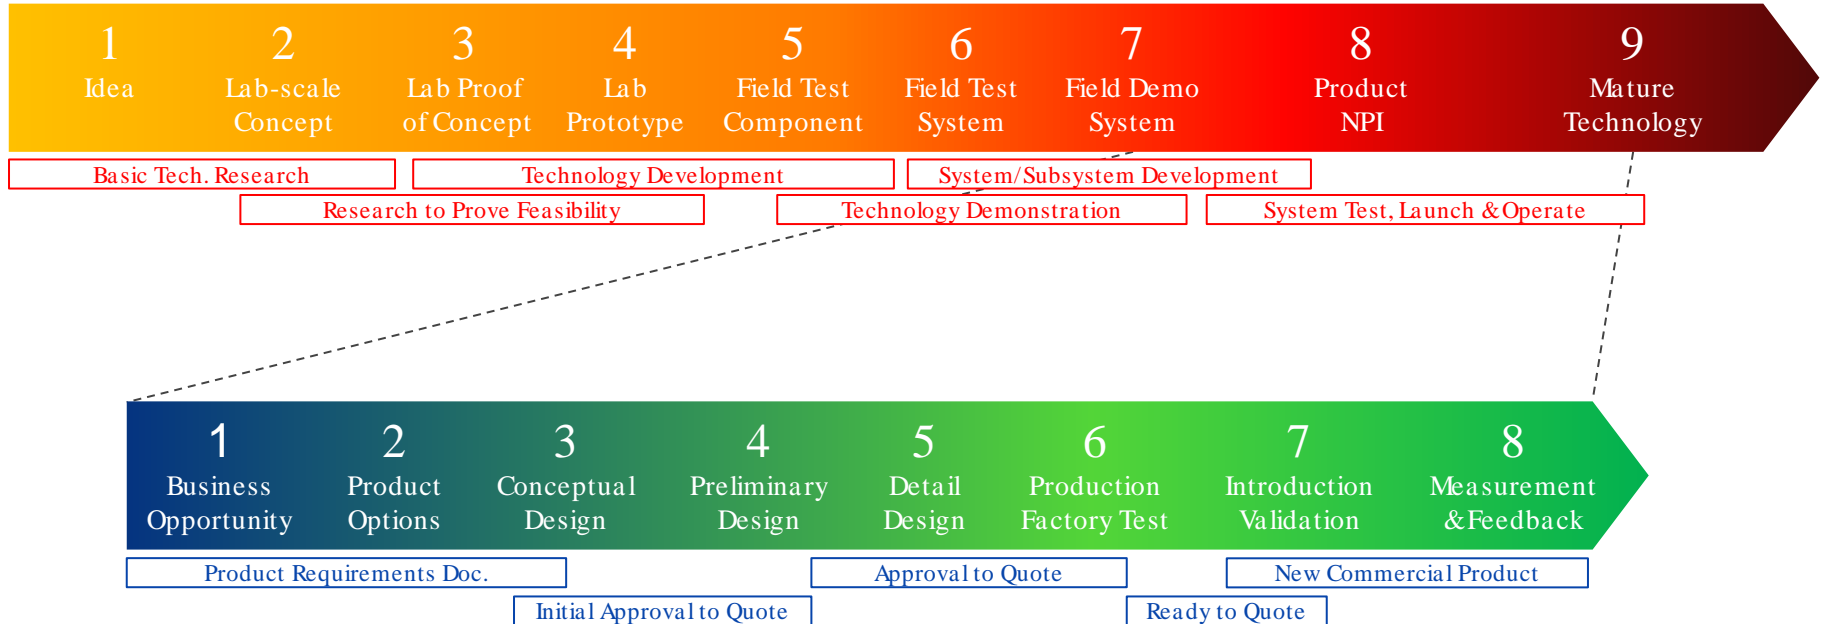 1 2 3 4 5 6 7 8 9
Idea Lab-scale Lab Proof Lab Field Test Field Test Field Demo Product Mature
Concept of Concept Prototype Component System System NPI Technology
Basic Tech. Research Technology Development System/Subsystem Development
Research to Prove Feasibility Technology Demonstration System Test, Launch & Operate
1 2 3 4 5 6 7 8
Business Product Conceptual Preliminary Detail Production Introduction Measurement
Opportunity Options Design Design Design Factory Test Validation & Feedback
Product Requirements Doc. Approval to Quote New Commercial Product
Initial Approval to Quote Ready to Quote